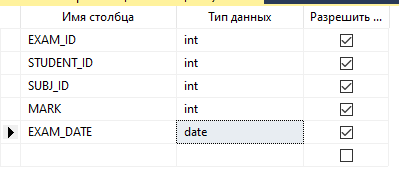 Имя столбца Тип данных Разрешить ...
EXAM_ID int
STUDENT_ID int
SUBJ_ID int
MARK int
EXAM_DATE date